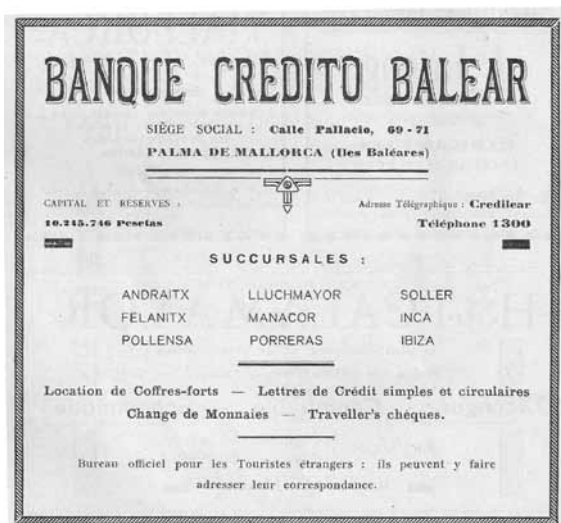 BANQUE CREDITO BALEAR
SIÈGE SOCIAL : Calle Pallacio, 69 - 71
PALMA DE MALLORCA (Iles Baléares)
CAPITAL ET RÉSERVES :
10.245.746 Pesetas
Adresse Télégraphique : Credilear
Téléphone 1300
SUCCURSALES :
ANDRAITX LLUCHMAYOR SOLLER
FELANITX MANACOR INCA
POLLENSA PORRERAS IBIZA
Location de Coffres-forts — Lettres de Crédit simples et circulaires
Change de Monnaies — Traveller's chèques.
Bureau officiel pour les Touristes étrangers : ils peuvent y faire
adresser leur correspondance.